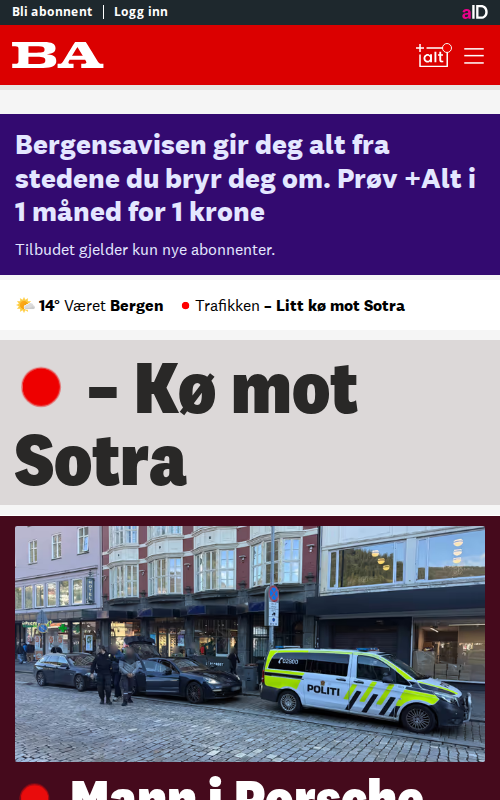 Bli abonnent | Logg inn
aID
BA
+alt
Bergensavisen gir deg alt fra
stedene du bryr deg om. Prøv +Alt i
1 måned for 1 krone
Tilbudet gjelder kun nye abonnenter.
14° Været Bergen
Trafikken – Litt kø mot Sotra
– Kø mot
Sotra
02800
POLITI
Mann i Porsche